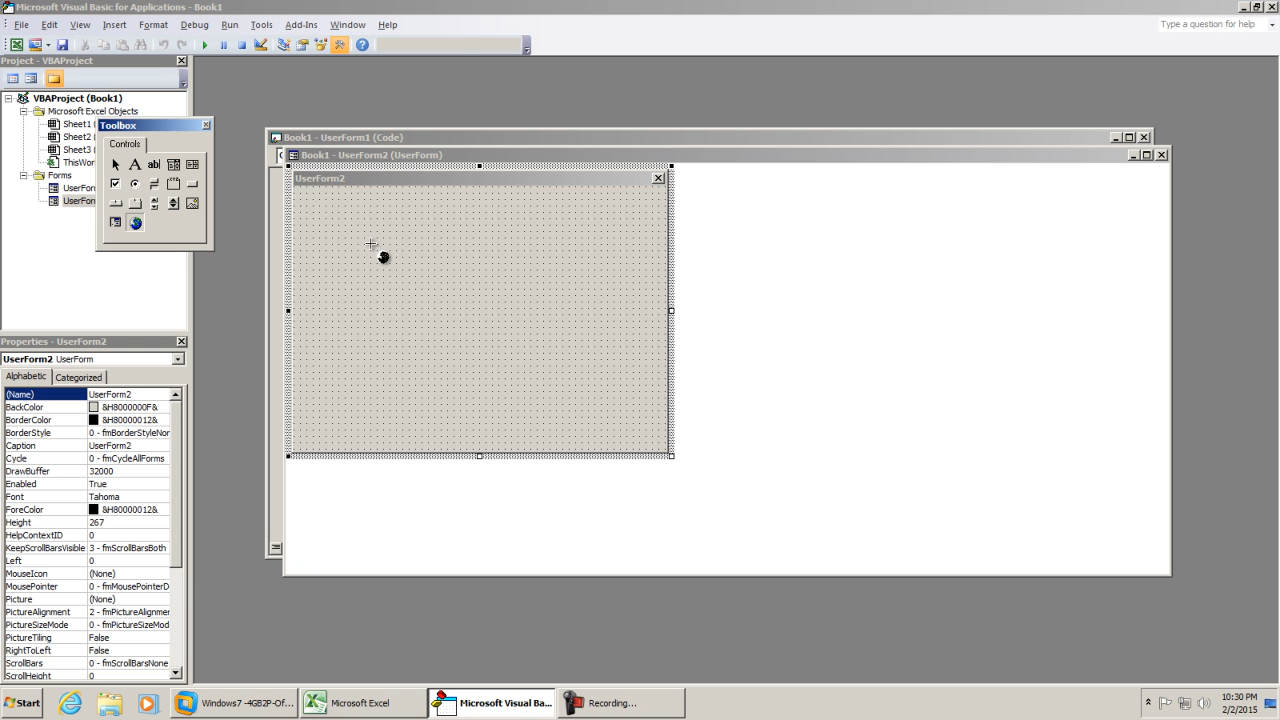 Microsoft Visual Basic for Applications - Book1
File Edit View Insert Format Debug Run Tools Add-Ins Window Help
Type a question for help
Project - VBAProject
VBAProject (Book1)
Microsoft Excel Objects
Sheet1 (
Sheet2 (
Sheet3 (
ThisWor
Forms
UserForm
UserForm
Toolbox
Controls
A ab|
Book1 - UserForm1 (Code)
Book1 - UserForm2 (UserForm)
UserForm2
Properties - UserForm2
UserForm2 UserForm
Alphabetic Categorized
(Name) UserForm2
BackColor &H8000000F&
BorderColor &H80000012&
BorderStyle 0 - fmBorderStyleNor
Caption UserForm2
Cycle 0 - fmCycleAllForms
DrawBuffer 32000
Enabled True
Font Tahoma
ForeColor &H80000012&
Height 267
HelpContextID 0
KeepScrollBarsVisible 3 - fmScrollBarsBoth
Left 0
MouseIcon (None)
MousePointer 0 - fmMousePointerD
Picture (None)
PictureAlignment 2 - fmPictureAlignmen
PictureSizeMode 0 - fmPictureSizeMod
PictureTiling False
RightToLeft False
ScrollBars 0 - fmScrollBarsNone
ScrollHeight 0
Start
Windows7 -4GB2P-Of...
Microsoft Excel
Microsoft Visual Ba...
Recording...
10:30 PM
2/2/2015